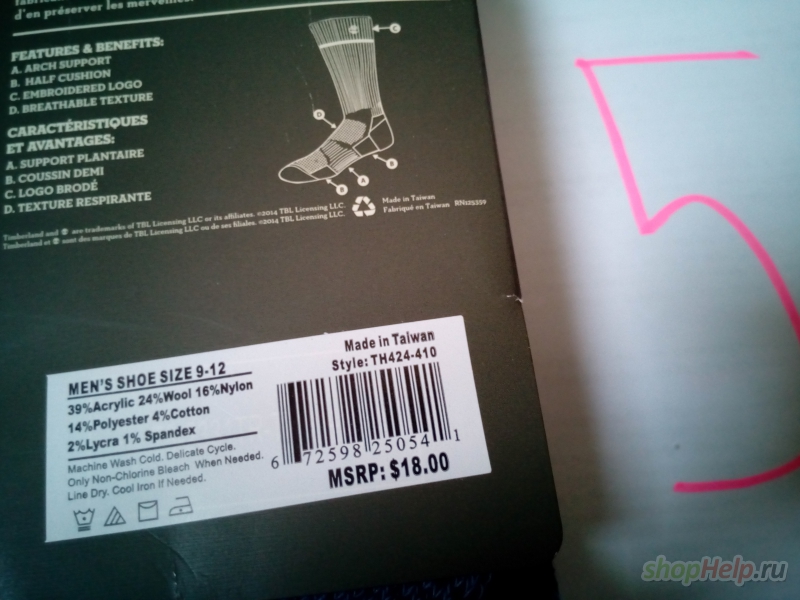 d'en préserver les merveilles.
FEATURES & BENEFITS:
A. ARCH SUPPORT
B. HALF CUSHION
C. EMBROIDERED LOGO
D. BREATHABLE TEXTURE
CARACTÉRISTIQUES
ET AVANTAGES:
A. SUPPORT PLANTAIRE
B. COUSSIN DEMI
C. LOGO BRODÉ
D. TEXTURE RESPIRANTE
C
D
B
B
A
Timberland and are trademarks of TBL Licensing LLC or its affiliates. ©2014 TBL Licensing LLC.
Timberland et sont des marques de TBL Licensing LLC ou de ses filiales. ©2014 TBL Licensing LLC.
Made in Taiwan
Fabriqué en Taiwan RN129359
MEN'S SHOE SIZE 9-12
39%Acrylic 24%Wool 16%Nylon
14%Polyester 4%Cotton
2%Lycra 1% Spandex
Machine Wash Cold. Delicate Cycle.
Only Non-Chlorine Bleach When Needed.
Line Dry. Cool Iron If Needed.
Made in Taiwan
Style: TH424-410
6 72598 25054 1
MSRP: $18.00
5
shopHelp.ru